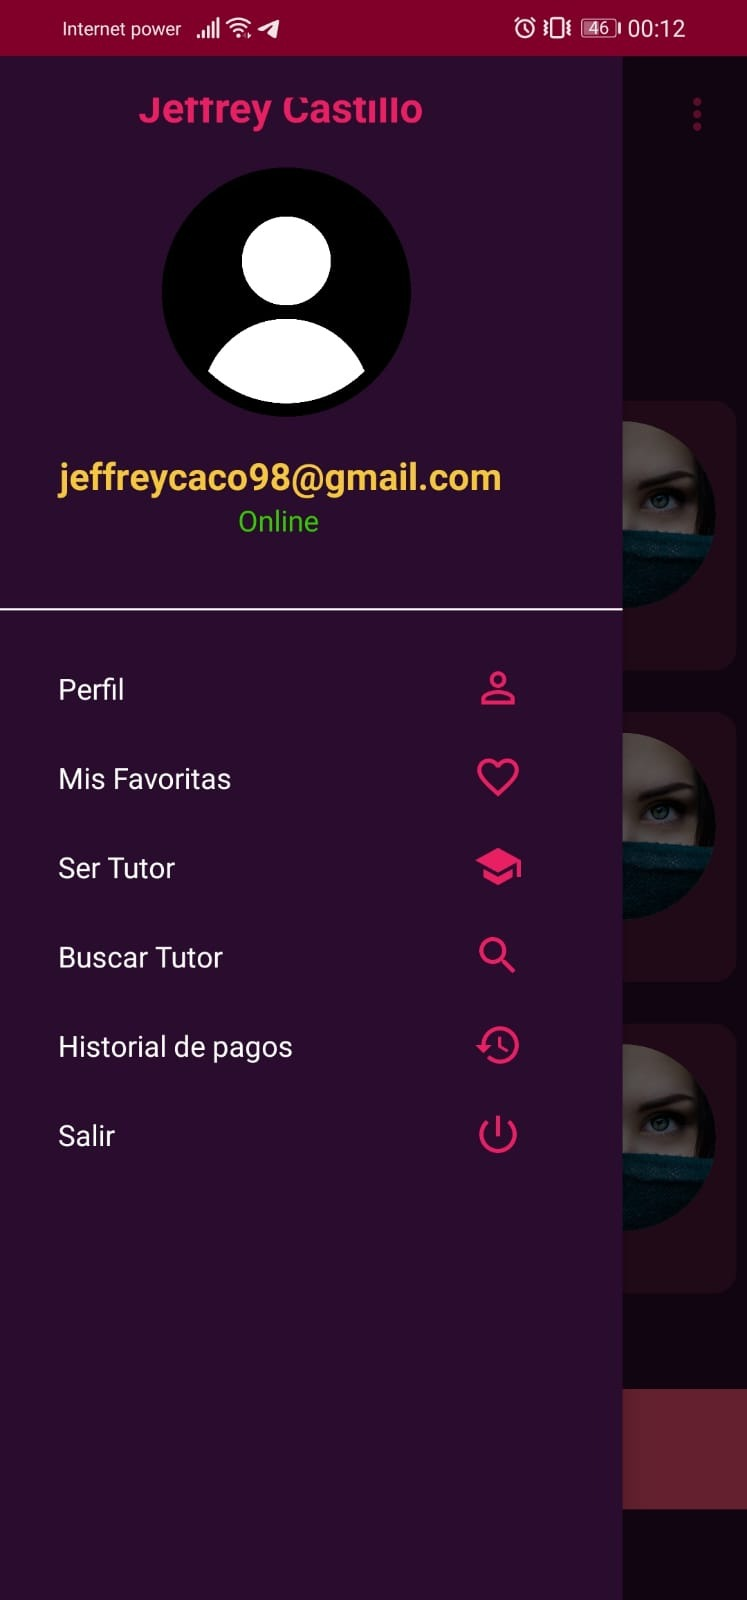 Internet power 46 00:12
Jeffrey Castillo
jeffreycaco98@gmail.com
Online
Perfil
Mis Favoritas
Ser Tutor
Buscar Tutor
Historial de pagos
Salir